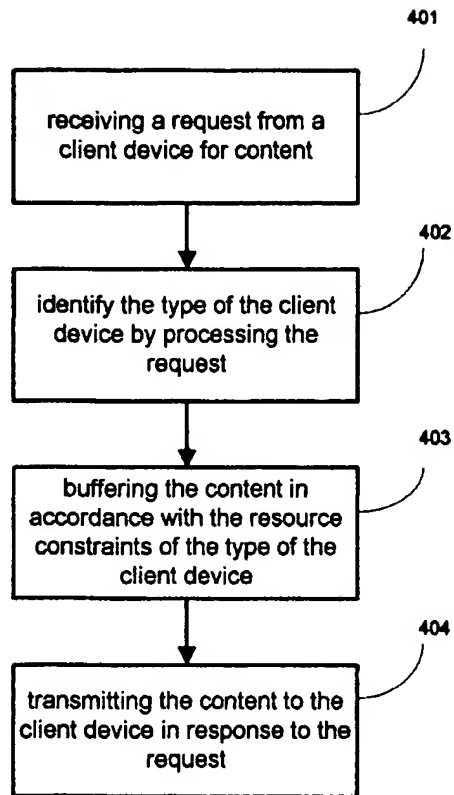 401
receiving a request from a
client device for content
402
identify the type of the client
device by processing the
request
403
buffering the content in
accordance with the resource
constraints of the type of the
client device
404
transmitting the content to the
client device in response to the
request